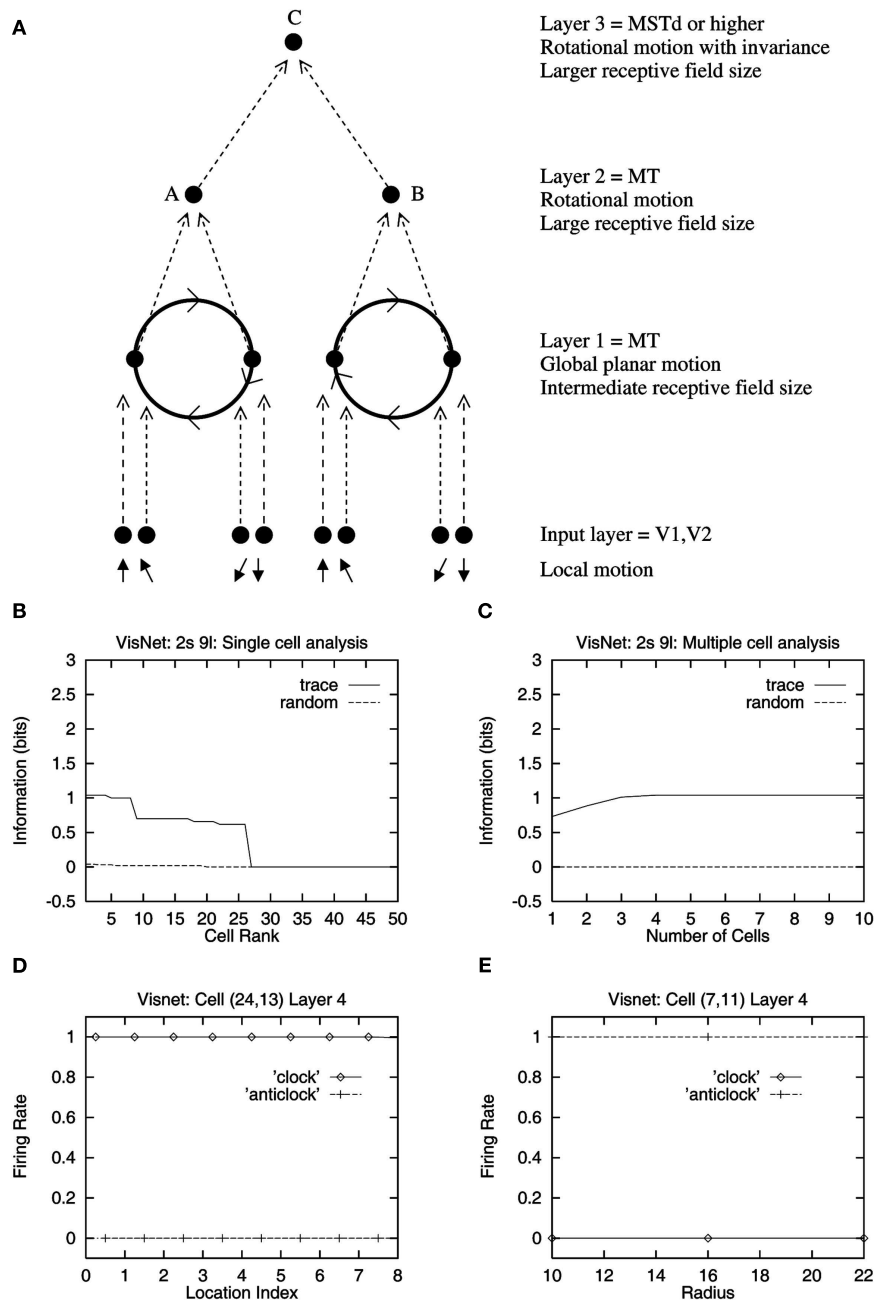 A
C
Layer 3 = MSTd or higher
Rotational motion with invariance
Larger receptive field size
A
B
Layer 2 = MT
Rotational motion
Large receptive field size
Layer 1 = MT
Global planar motion
Intermediate receptive field size
Input layer = V1,V2
Local motion
B
VisNet: 2s 9l: Single cell analysis
3
2.5
2
1.5
1
0.5
0
-0.5
Information (bits)
trace
random
5 10 15 20 25 30 35 40 45 50
Cell Rank
C
VisNet: 2s 9l: Multiple cell analysis
3
2.5
2
1.5
1
0.5
0
-0.5
Information (bits)
trace
random
1 2 3 4 5 6 7 8 9 10
Number of Cells
D
Visnet: Cell (24,13) Layer 4
1
0.8
0.6
0.4
0.2
0
Firing Rate
'clock'
'anticlock'
0 1 2 3 4 5 6 7 8
Location Index
E
Visnet: Cell (7,11) Layer 4
1
0.8
0.6
0.4
0.2
0
Firing Rate
'clock'
'anticlock'
10 12 14 16 18 20 22
Radius